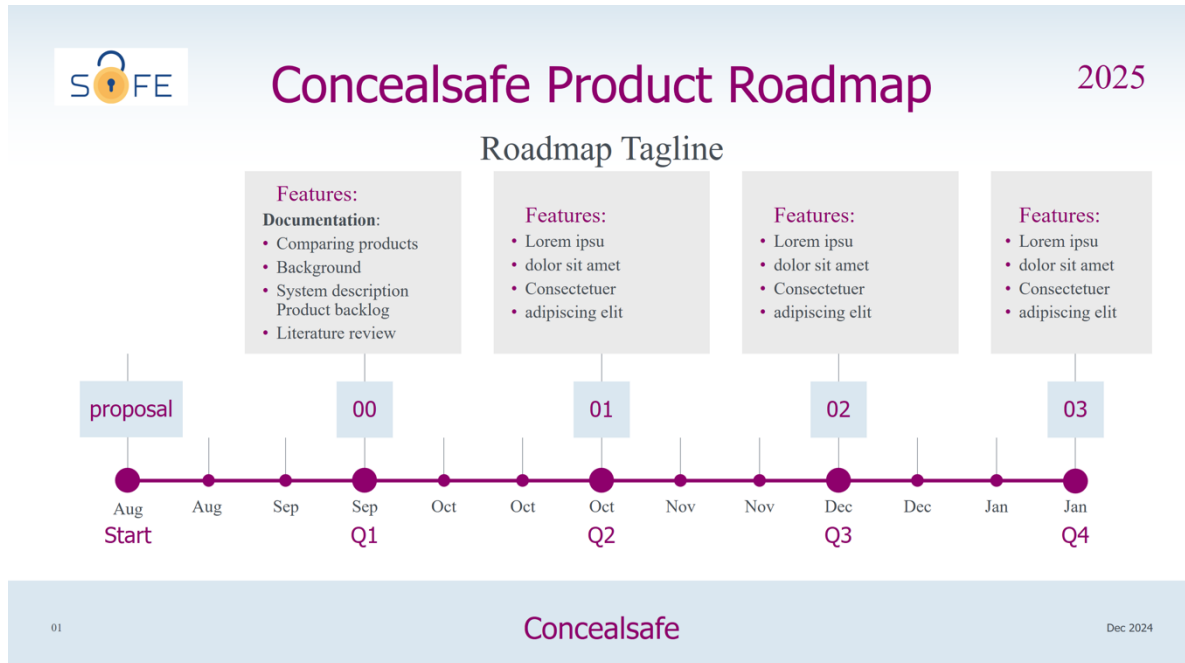 SAFE
Concealsafe Product Roadmap
2025
Roadmap Tagline
Features:
Documentation:
• Comparing products
• Background
• System description
Product backlog
• Literature review
Features:
• Lorem ipsu
• dolor sit amet
• Consectetuer
• adipiscing elit
Features:
• Lorem ipsu
• dolor sit amet
• Consectetuer
• adipiscing elit
Features:
• Lorem ipsu
• dolor sit amet
• Consectetuer
• adipiscing elit
proposal
00
01
02
03
Aug
Aug
Sep
Sep
Oct
Oct
Oct
Nov
Nov
Dec
Dec
Jan
Jan
Start
Q1
Q2
Q3
Q4
01
Concealsafe
Dec 2024